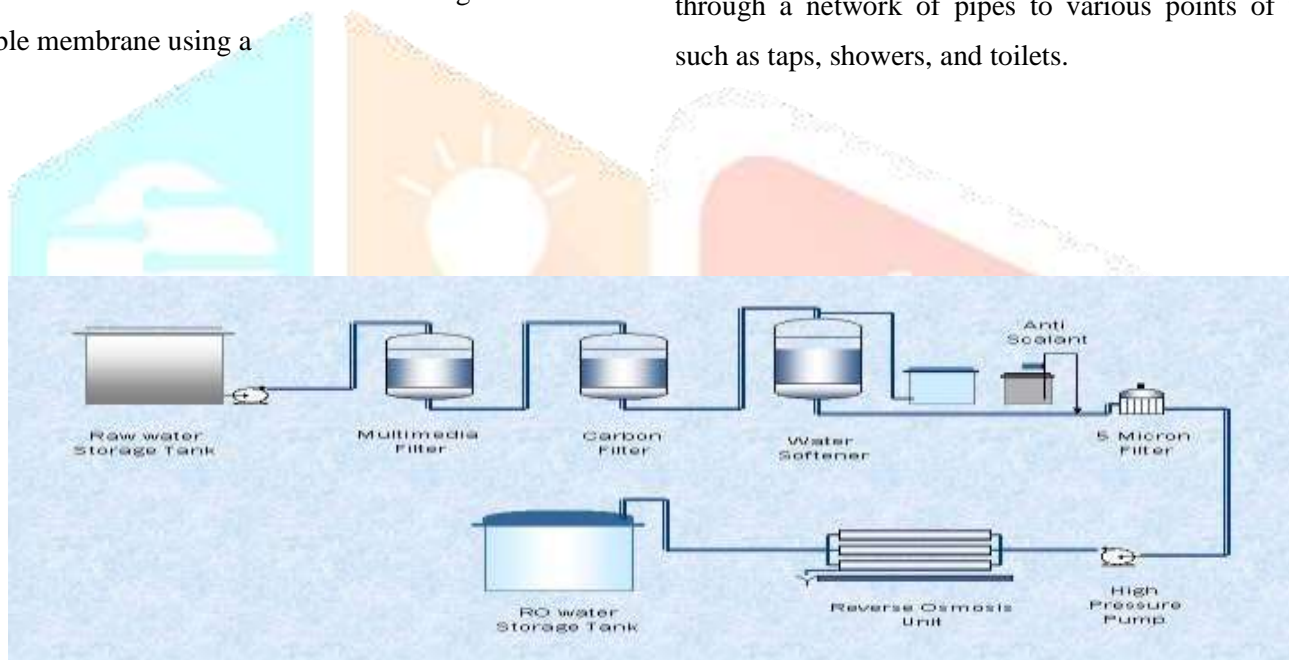 ble membrane using a
through a network of pipes to various points of
such as taps, showers, and toilets.
Anti
Scalant
Raw water
Storage Tank
Multimedia
Filter
Carbon
Filter
Water
Softener
5 Micron
Filter
RO water
Storage Tank
Reverse Osmosis
Unit
High
Pressure
Pump